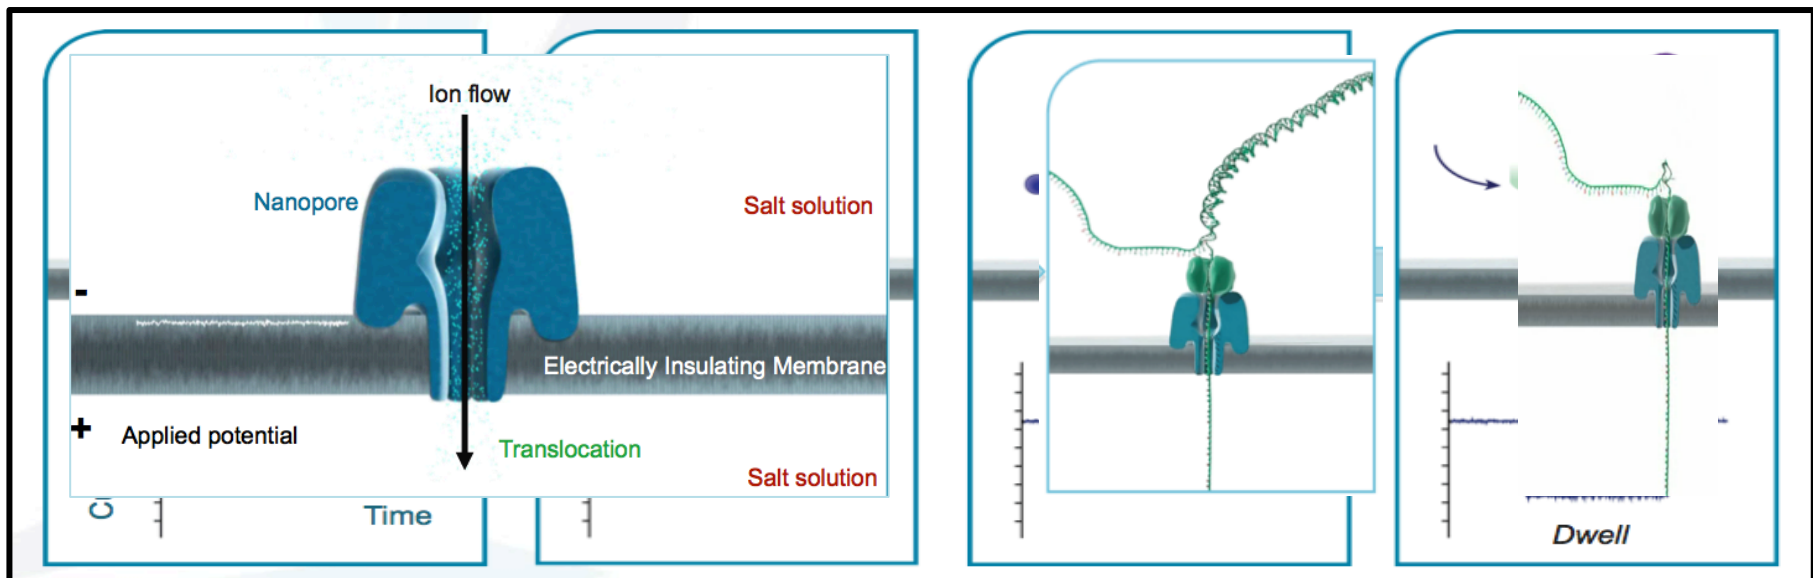 Ion flow
Nanopore
Salt solution
-
Electrically Insulating Membrane
+
Applied potential
Translocation
Salt solution
Time
Dwell